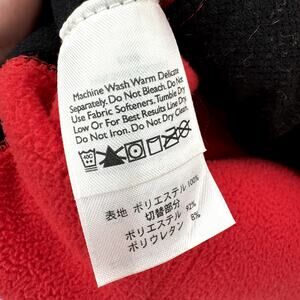 Machine Wash Warm Delicate
Separately. Do Not Bleach. Do Not
Use Fabric Softeners. Tumble Dry
Low Or For Best Results Line Dry.
Do Not Iron. Do Not Dry Clean.
40C
表地 ポリエステル 100%
切替部分
ポリエステル 92%
ポリウレタン 8%